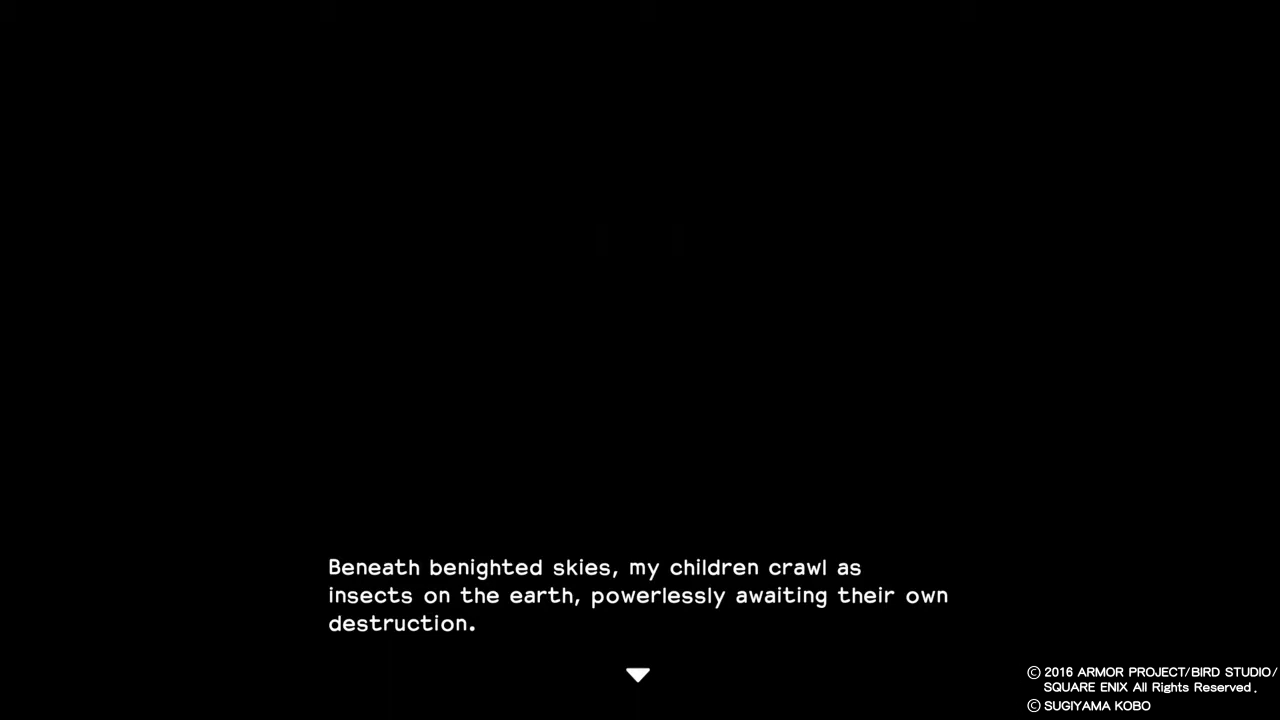 Beneath benighted skies, my children crawl as
insects on the earth, powerlessly awaiting their own
destruction.
© 2016 ARMOR PROJECT/BIRD STUDIO/
SQUARE ENIX All Rights Reserved.
© SUGIYAMA KOBO